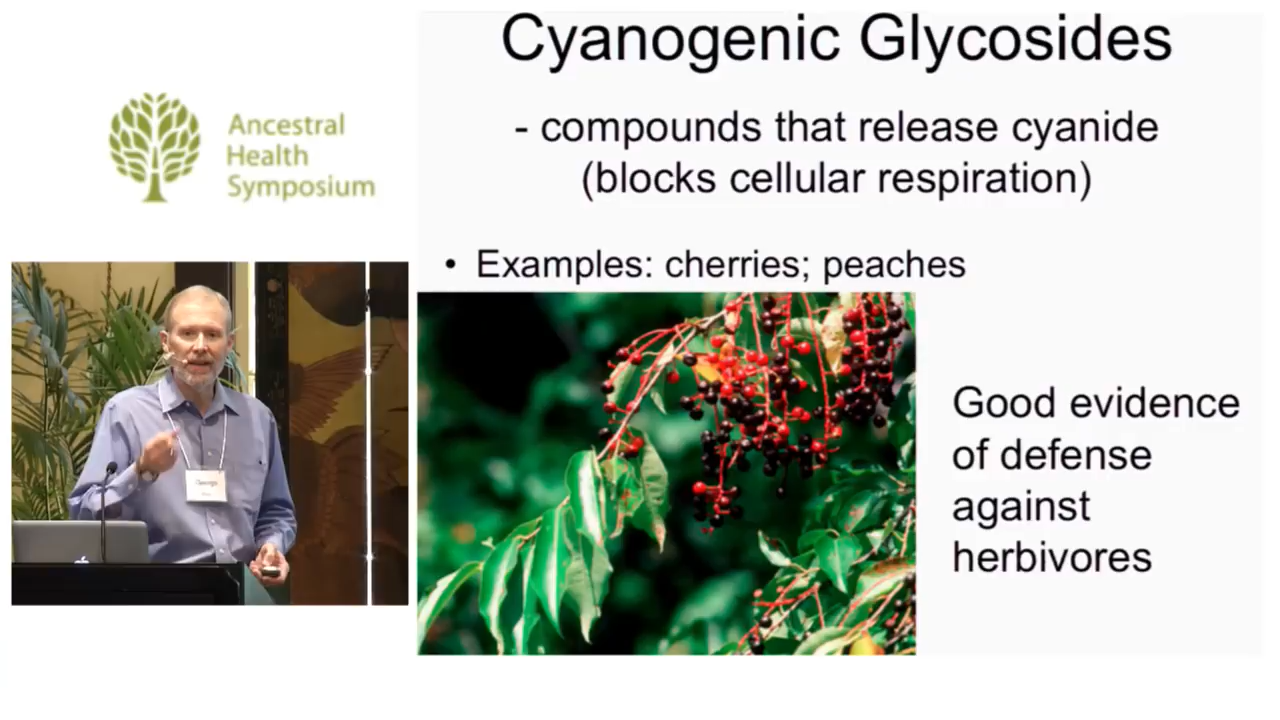 Cyanogenic Glycosides
- compounds that release cyanide
(blocks cellular respiration)
Ancestral
Health
Symposium
• Examples: cherries; peaches
Good evidence
of defense
against
herbivores
George